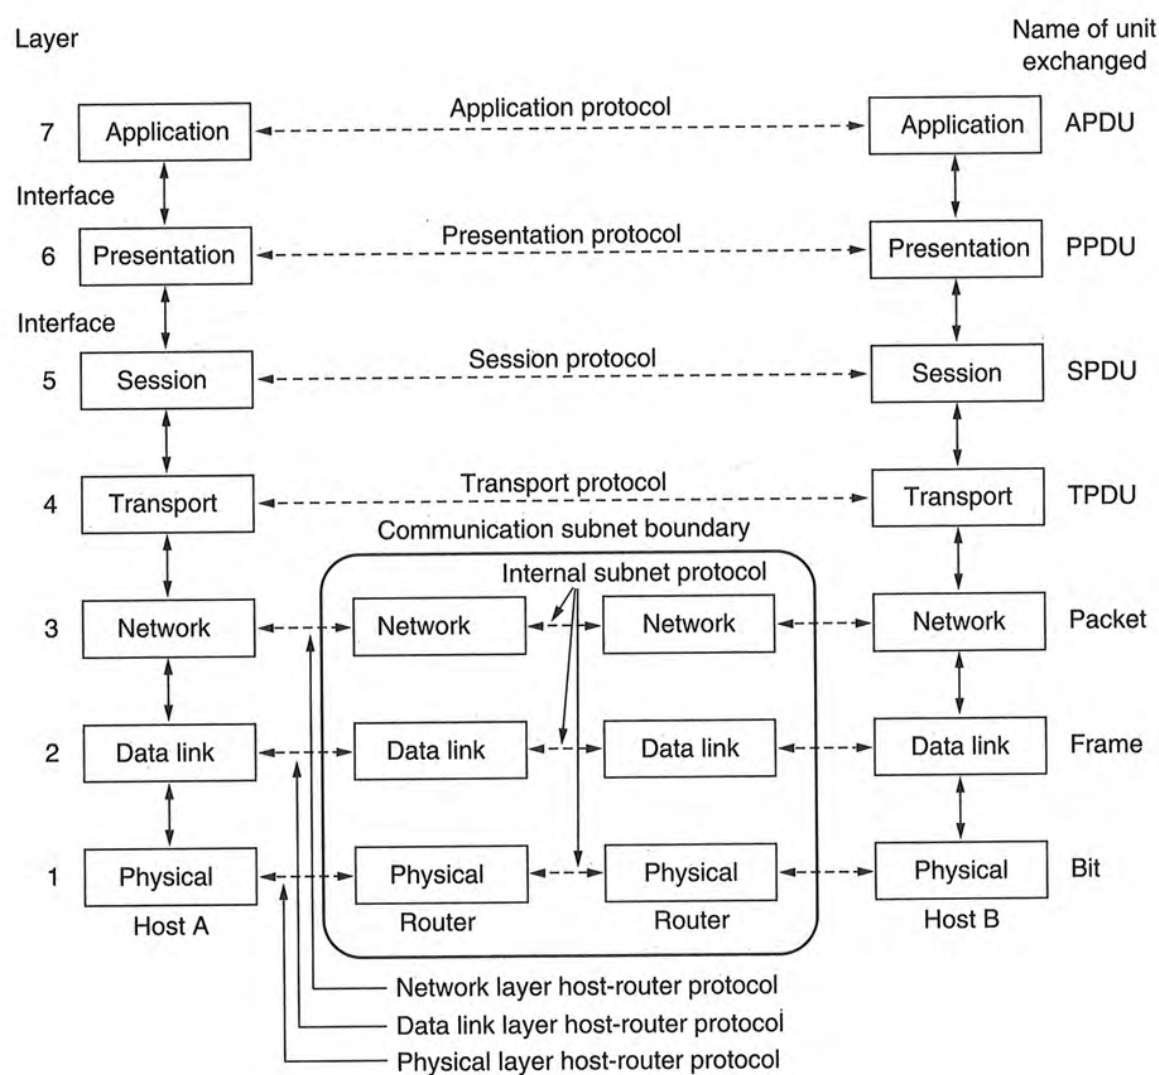 Layer
Name of unit
exchanged
7 Application Application protocol Application APDU
Interface
6 Presentation Presentation protocol Presentation PPDU
Interface
5 Session Session protocol Session SPDU
4 Transport Transport protocol Transport TPDU
Communication subnet boundary
Internal subnet protocol
3 Network Network Network Network Packet
2 Data link Data link Data link Data link Frame
1 Physical Physical Physical Physical Bit
Host A Router Router Host B
Network layer host-router protocol
Data link layer host-router protocol
Physical layer host-router protocol